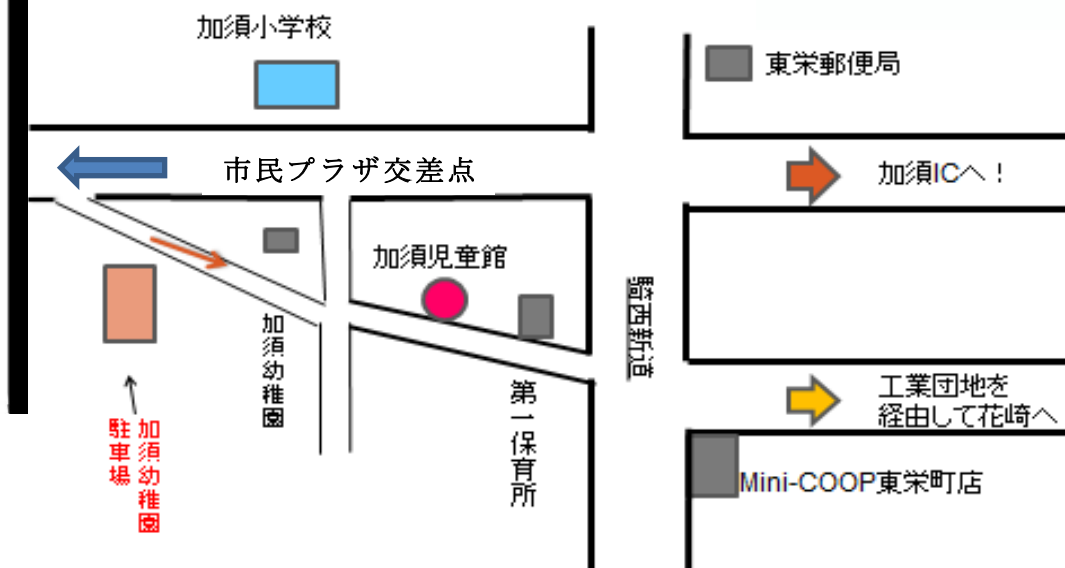 加須小学校
東栄郵便局
市民プラザ交差点
加須ICへ！
加須児童館
騎西新道
加須幼稚園
第一保育所
工業団地を
経由して花崎へ
加須幼稚園
駐車場
Mini-COOP東栄町店